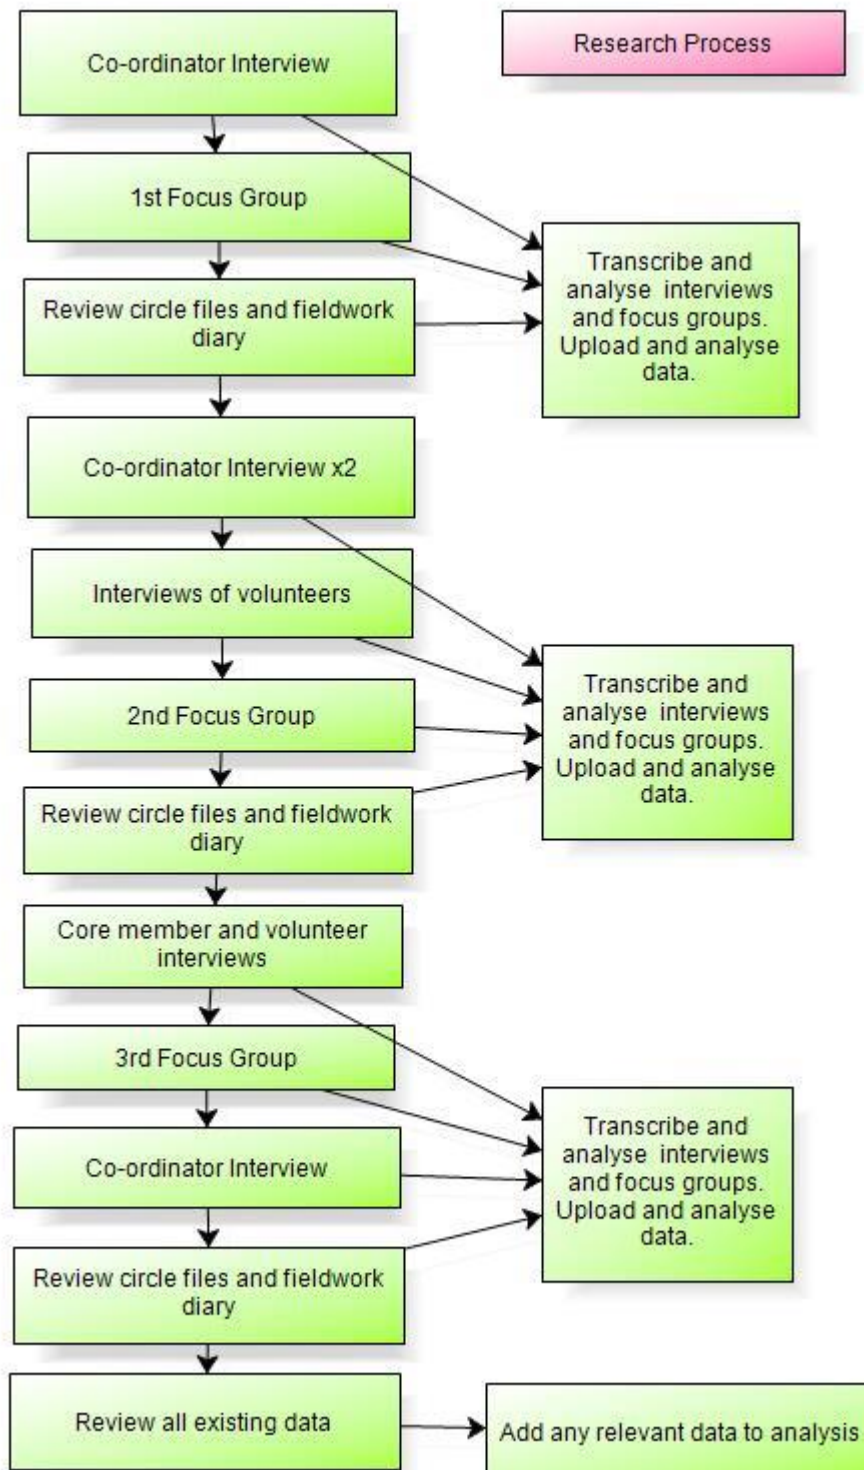 Co-ordinator Interview
Research Process
1st Focus Group
Review circle files and fieldwork
diary
Transcribe and
analyse interviews
and focus groups.
Upload and analyse
data.
Co-ordinator Interview x2
Interviews of volunteers
2nd Focus Group
Review circle files and fieldwork
diary
Transcribe and
analyse interviews
and focus groups.
Upload and analyse
data.
Core member and volunteer
interviews
3rd Focus Group
Co-ordinator Interview
Review circle files and fieldwork
diary
Transcribe and
analyse interviews
and focus groups.
Upload and analyse
data.
Review all existing data
Add any relevant data to analysis